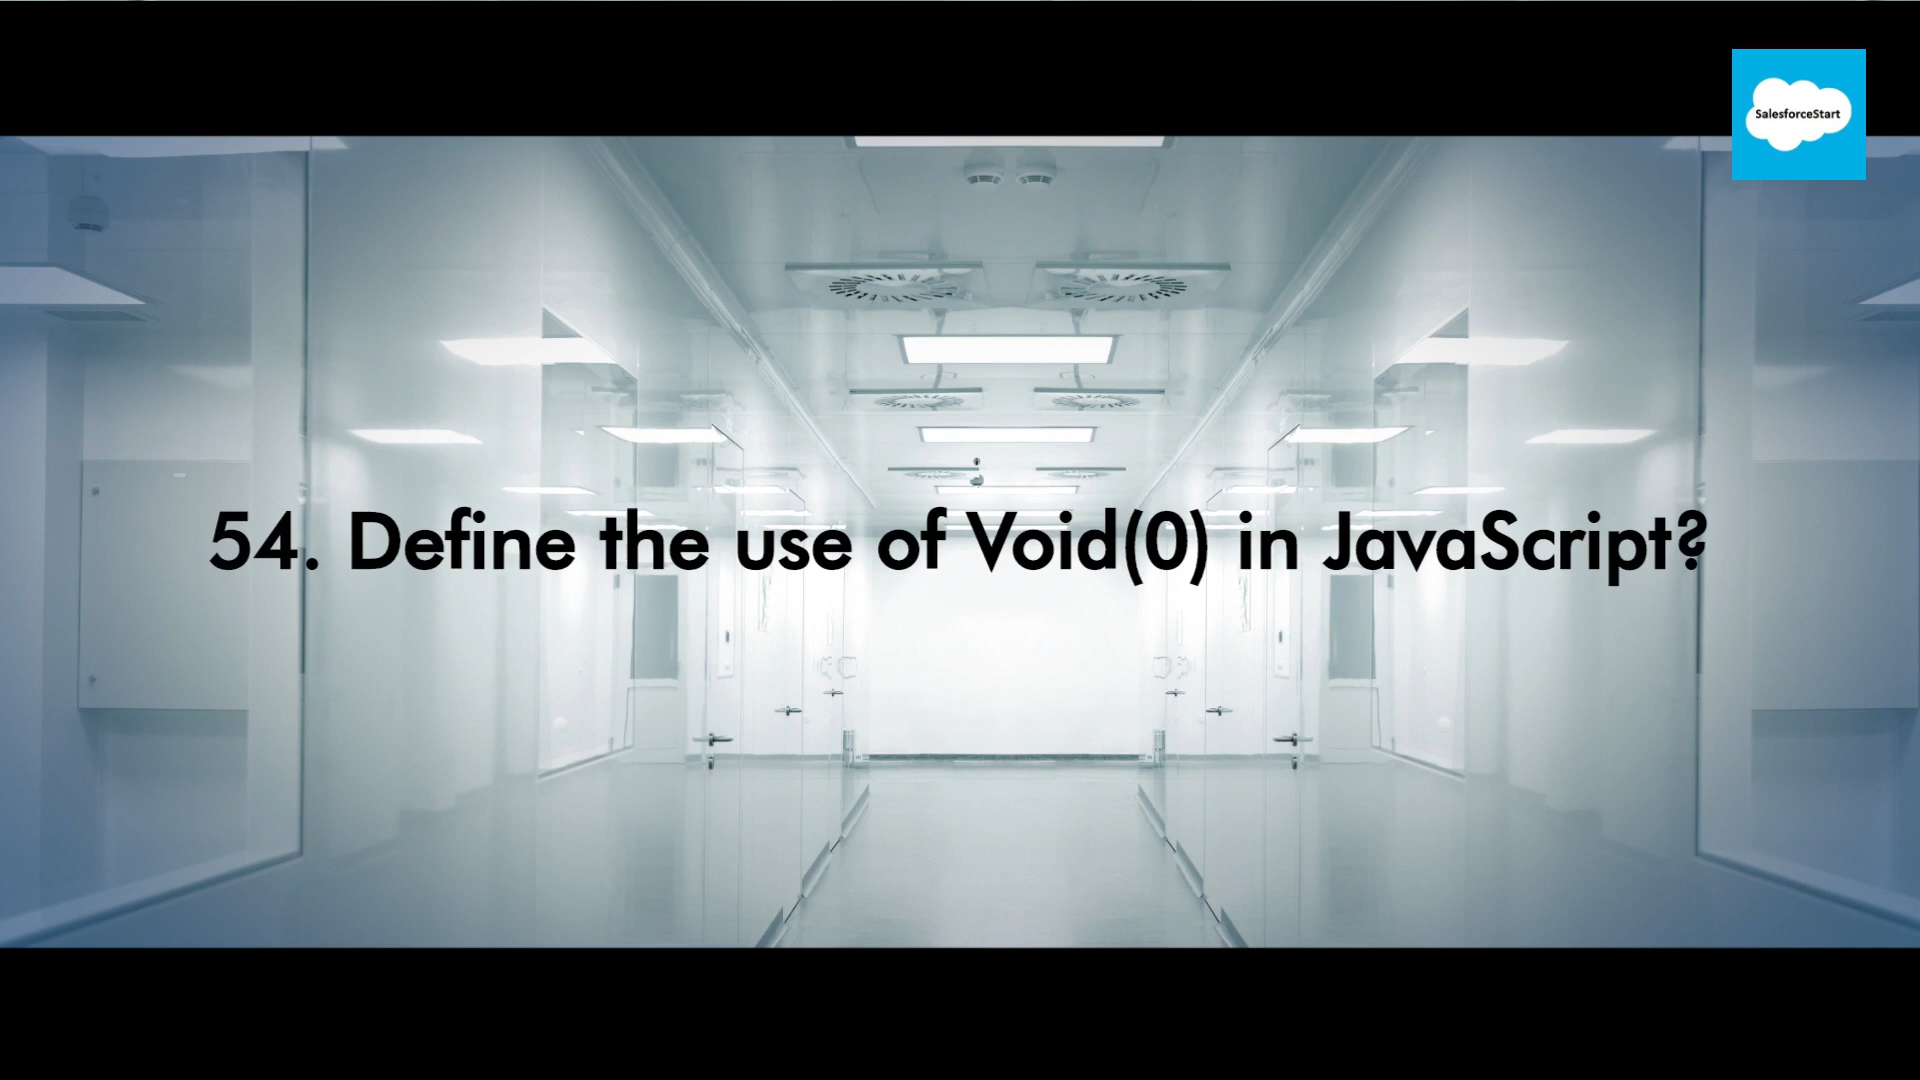 SalesforceStart
54. Define the use of Void(0) in JavaScript?